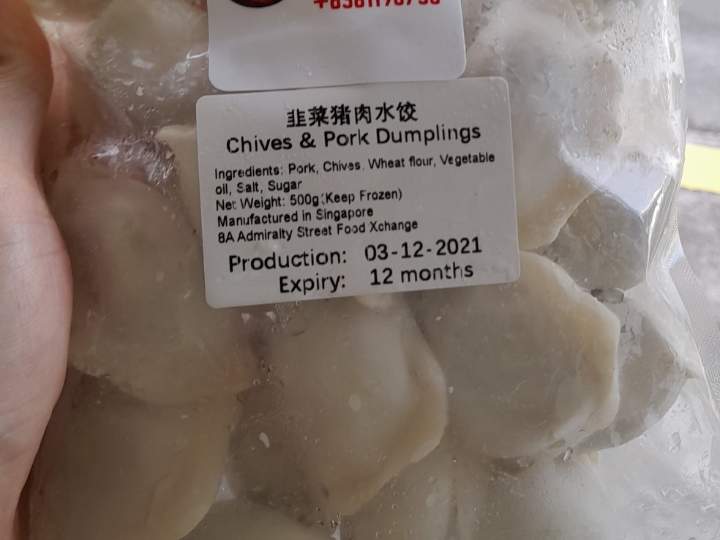 韭菜猪肉水饺
Chives & Pork Dumplings
Ingredients: Pork, Chives. Wheat flour, Vegetable
oil, Salt, Sugar
Net Weight: 500g(Keep Frozen)
Manufactured in Singapore
8A Admiralty Street Food Xchange
Production: 03-12-2021
Expiry: 12 months